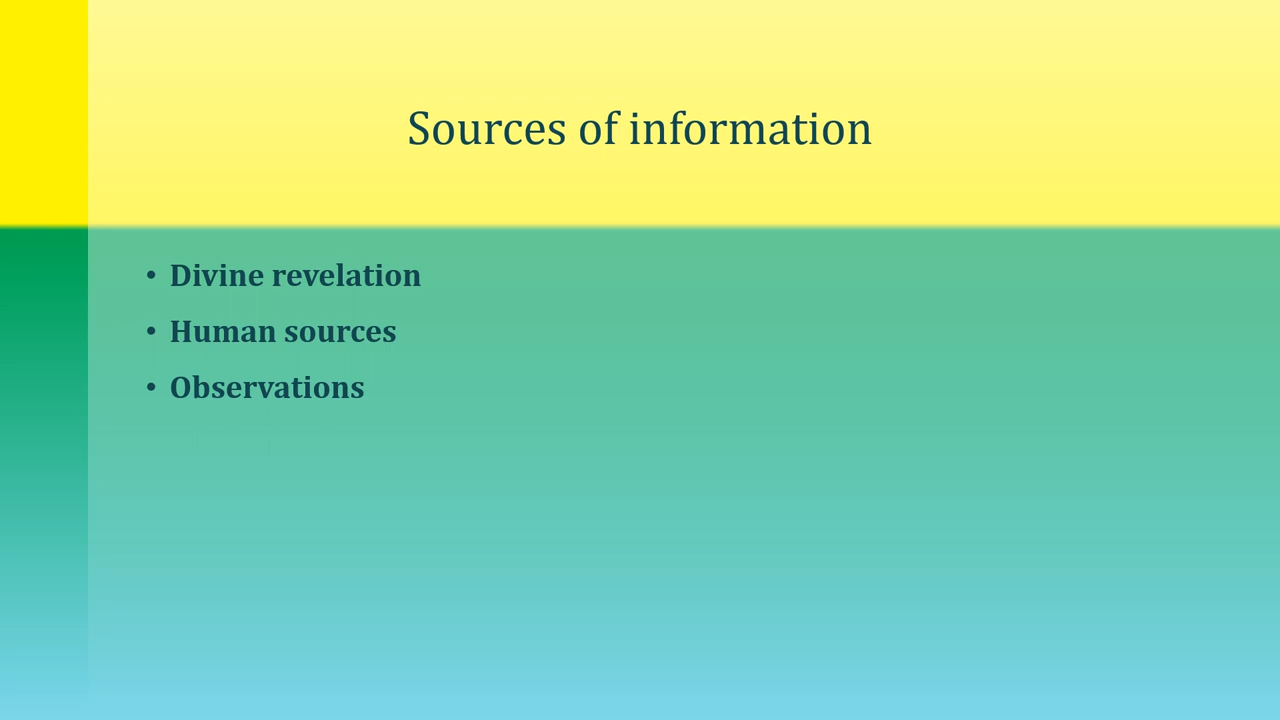 Sources of information
• Divine revelation
• Human sources
• Observations